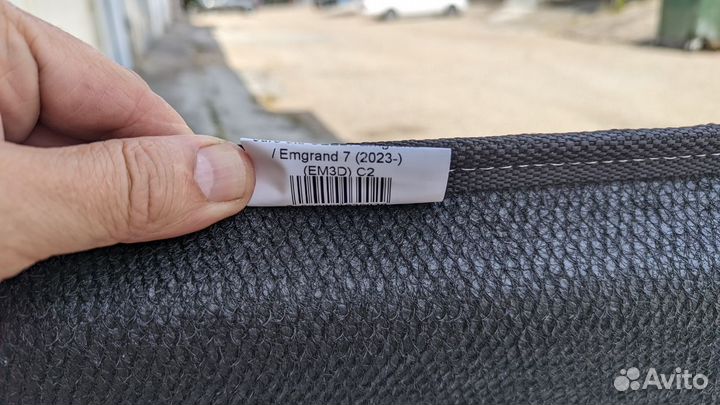 / Emgrand 7 (2023-)
(EM3D) C2
Avito